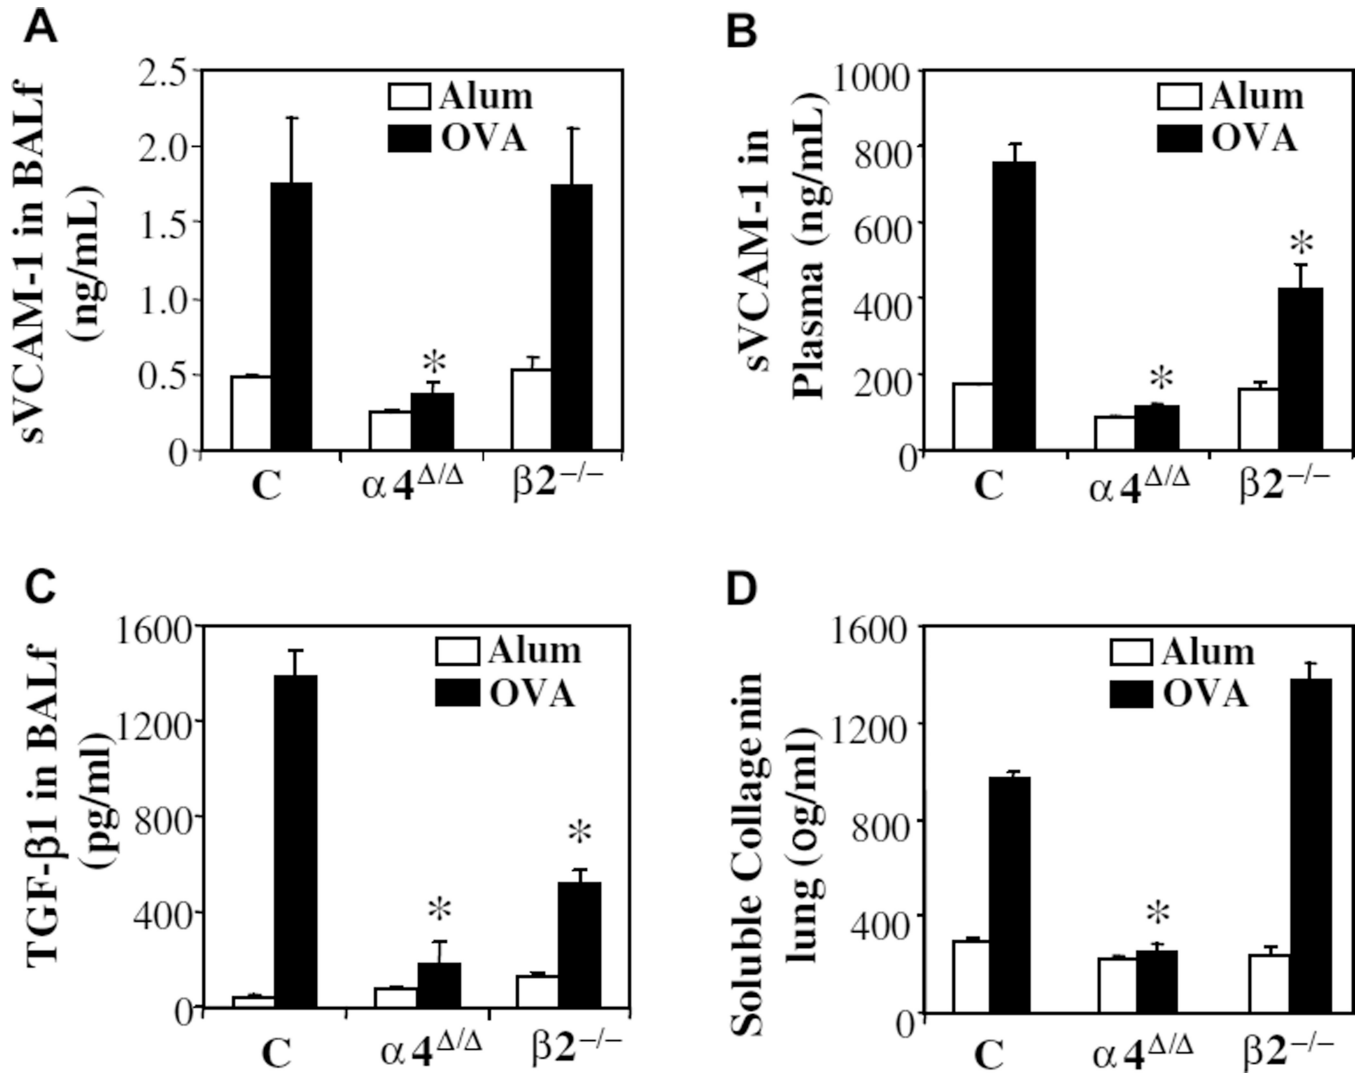 A
sVCAM-1 in BALf
(ng/mL)
2.5
2.0
1.5
1.0
0.5
0
Alum
OVA
*
C
α4Δ/Δ
β2−/−
B
sVCAM-1 in
Plasma (ng/mL)
1000
800
600
400
200
0
Alum
OVA
*
*
C
α4Δ/Δ
β2−/−
C
TGF-β1 in BALf
(pg/ml)
1600
1200
800
400
0
Alum
OVA
*
*
C
α4Δ/Δ
β2−/−
D
Soluble Collagenin
lung (og/ml)
1600
1200
800
400
0
Alum
OVA
*
C
α4Δ/Δ
β2−/−